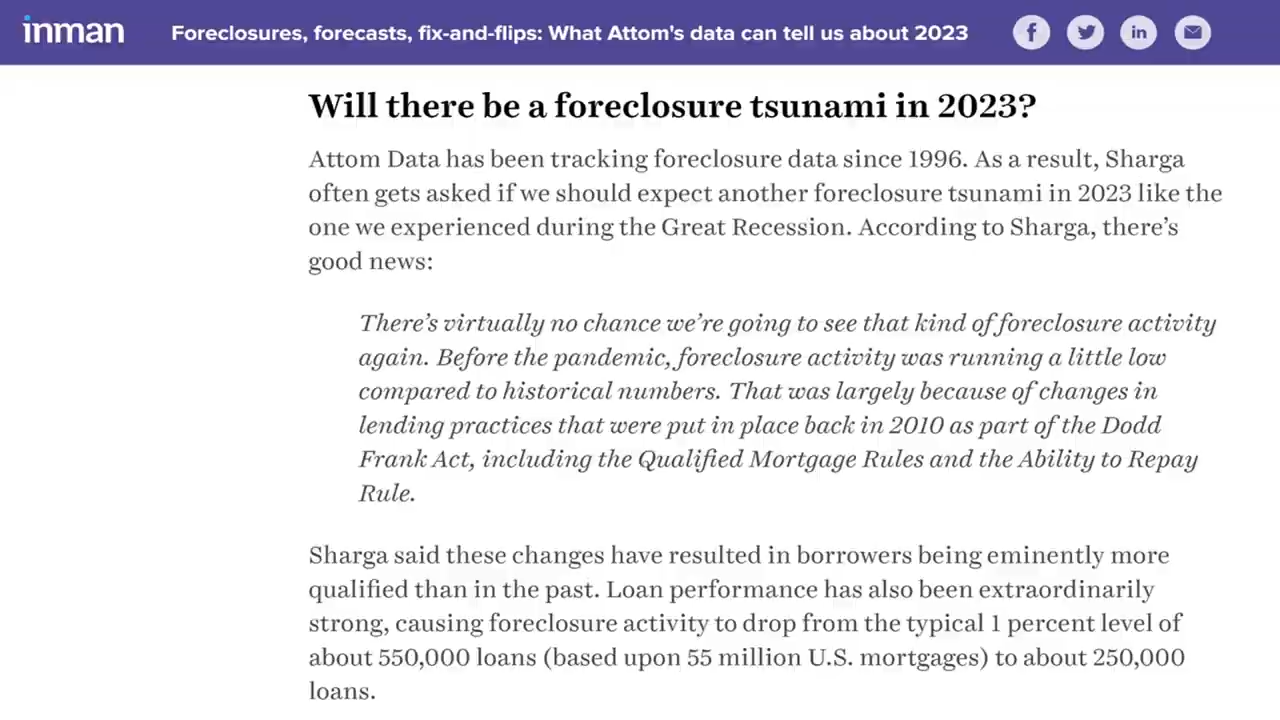 inman
Foreclosures, forecasts, fix-and-flips: What Attom's data can tell us about 2023
f
in
Will there be a foreclosure tsunami in 2023?
Attom Data has been tracking foreclosure data since 1996. As a result, Sharga
often gets asked if we should expect another foreclosure tsunami in 2023 like the
one we experienced during the Great Recession. According to Sharga, there’s
good news:
There’s virtually no chance we’re going to see that kind of foreclosure activity
again. Before the pandemic, foreclosure activity was running a little low
compared to historical numbers. That was largely because of changes in
lending practices that were put in place back in 2010 as part of the Dodd
Frank Act, including the Qualified Mortgage Rules and the Ability to Repay
Rule.
Sharga said these changes have resulted in borrowers being eminently more
qualified than in the past. Loan performance has also been extraordinarily
strong, causing foreclosure activity to drop from the typical 1 percent level of
about 550,000 loans (based upon 55 million U.S. mortgages) to about 250,000
loans.